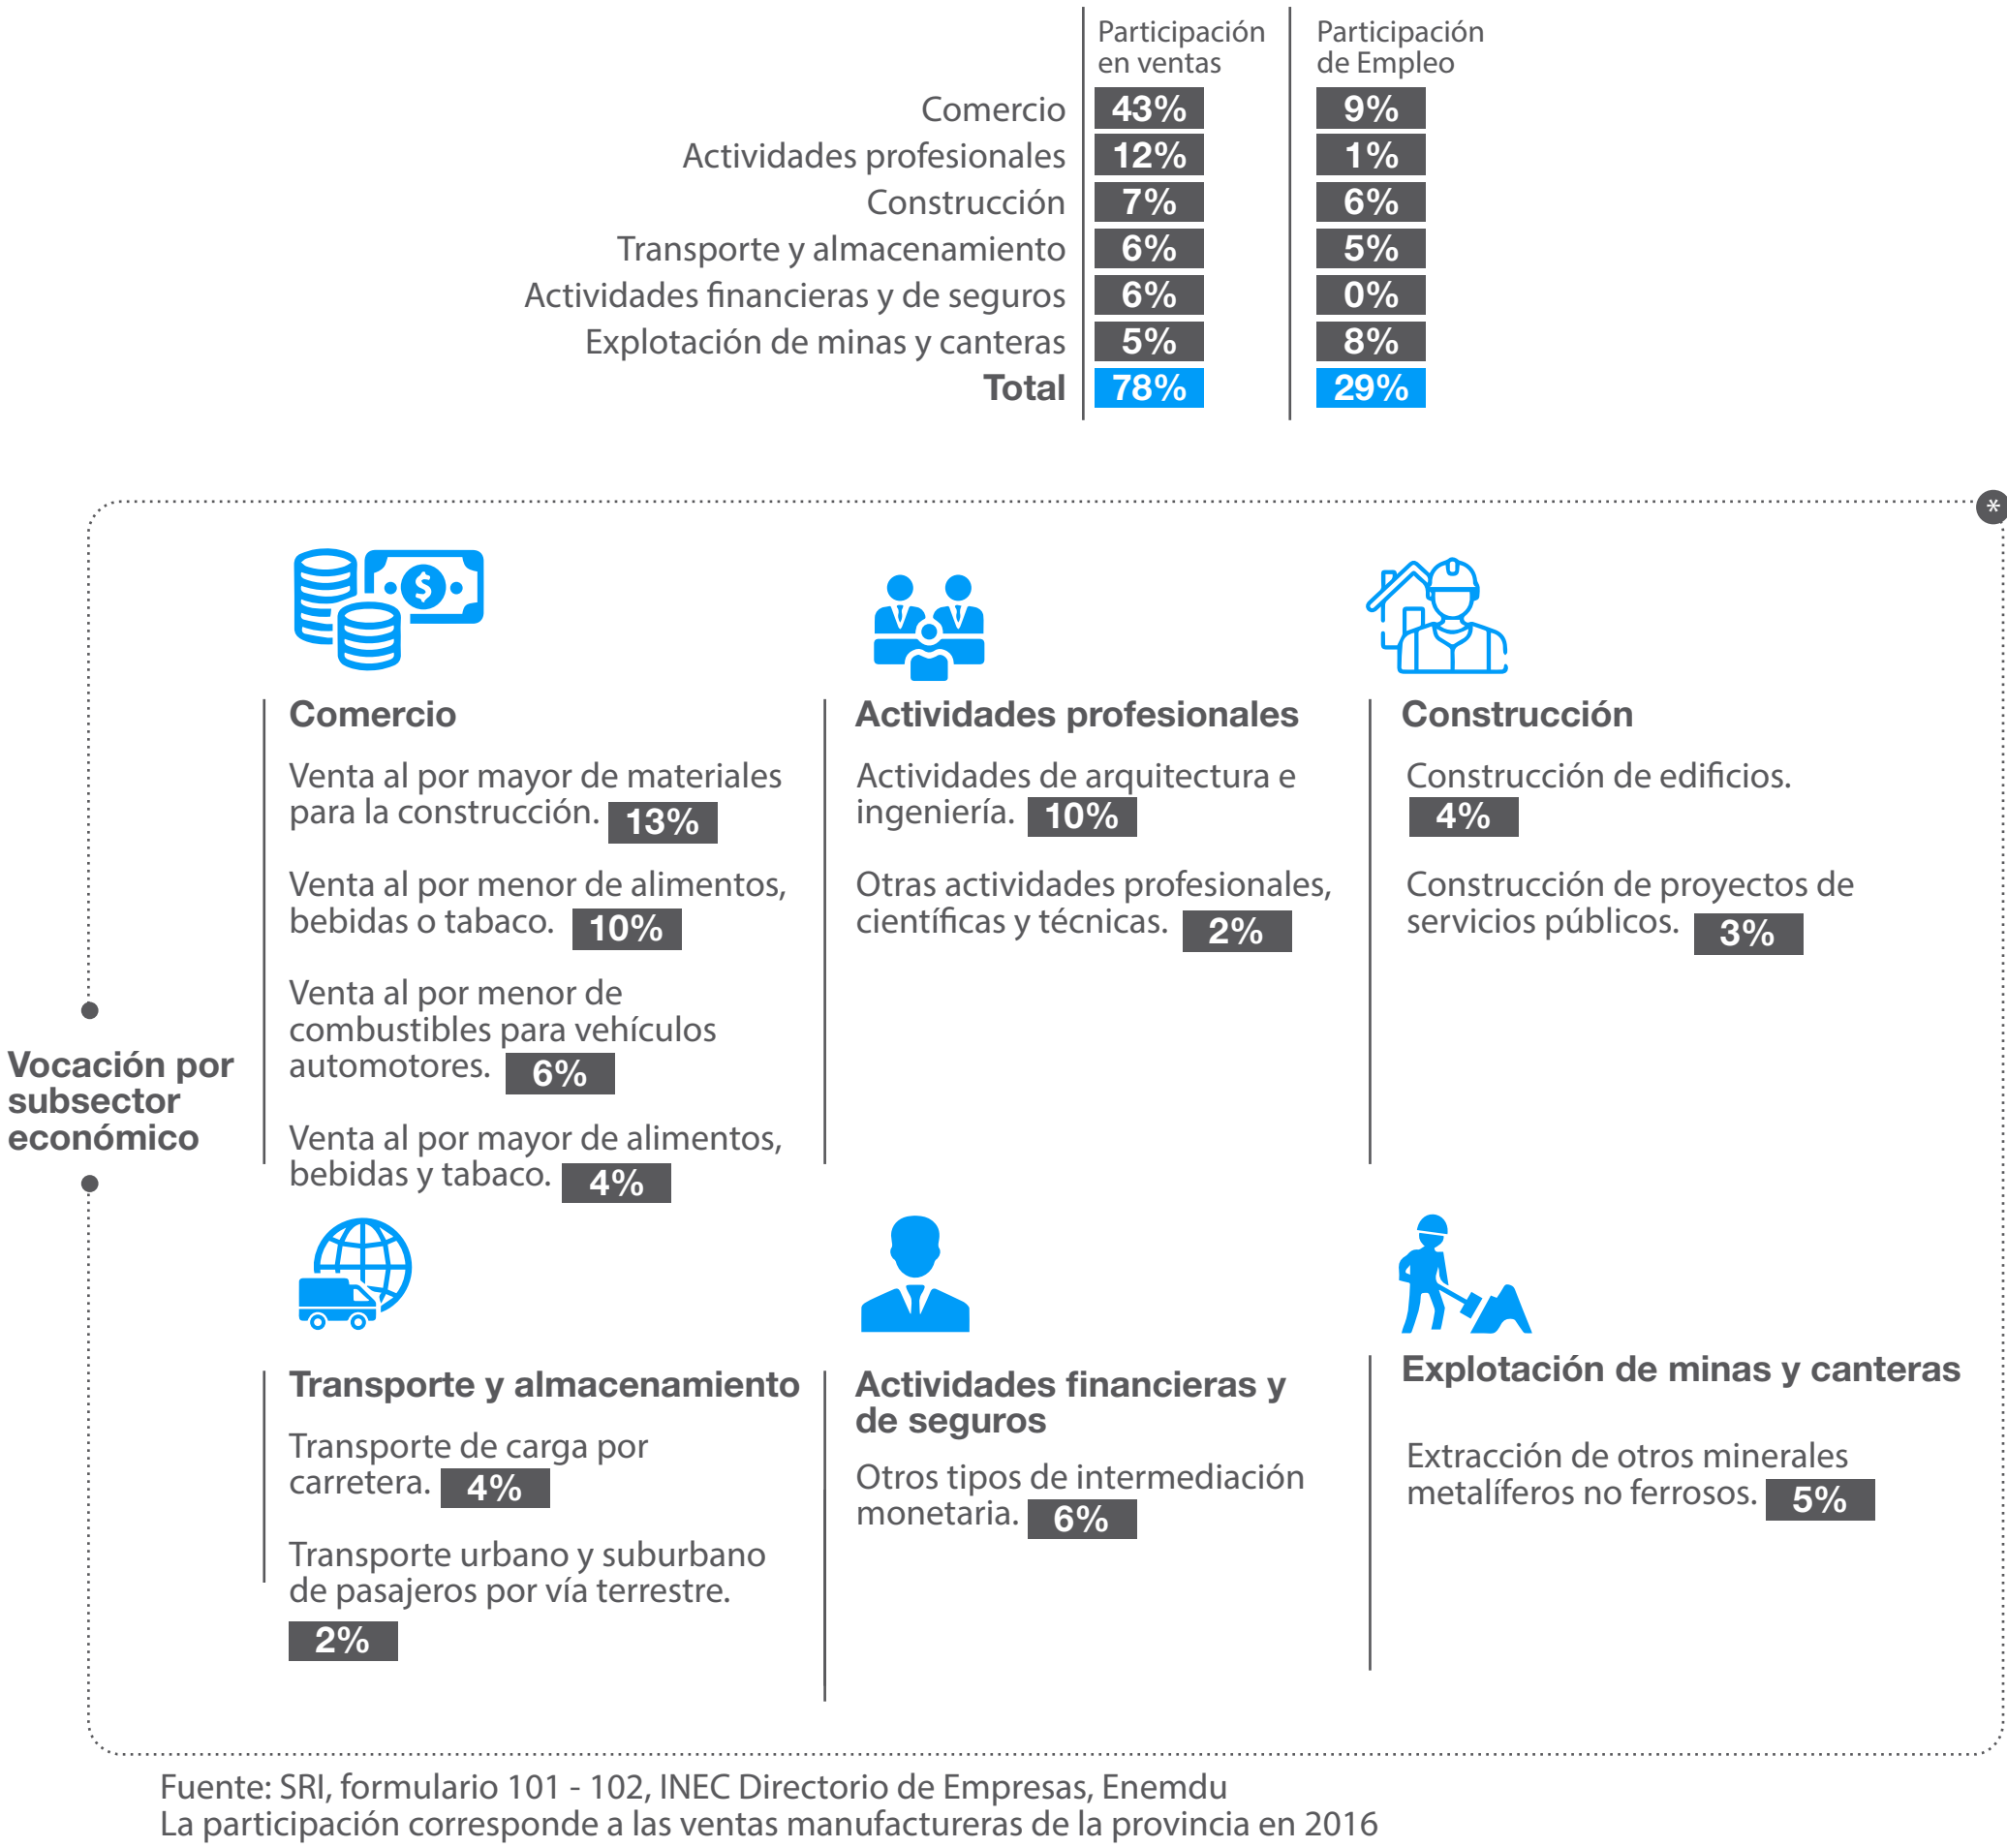 Participación
en ventas
Participación
de Empleo
Comercio 43% 9%
Actividades profesionales 12% 1%
Construcción 7% 6%
Transporte y almacenamiento 6% 5%
Actividades financieras y de seguros 6% 0%
Explotación de minas y canteras 5% 8%
Total 78% 29%
*
Vocación por
subsector
económico
$
Comercio
Venta al por mayor de materiales
para la construcción. 13%
Venta al por menor de alimentos,
bebidas o tabaco. 10%
Venta al por menor de
combustibles para vehículos
automotores. 6%
Venta al por mayor de alimentos,
bebidas y tabaco. 4%
Actividades profesionales
Actividades de arquitectura e
ingeniería. 10%
Otras actividades profesionales,
científicas y técnicas. 2%
Construcción
Construcción de edificios.
4%
Construcción de proyectos de
servicios públicos. 3%
Transporte y almacenamiento
Transporte de carga por
carretera. 4%
Transporte urbano y suburbano
de pasajeros por vía terrestre.
2%
Actividades financieras y
de seguros
Otros tipos de intermediación
monetaria. 6%
Explotación de minas y canteras
Extracción de otros minerales
metalíferos no ferrosos. 5%
Fuente: SRI, formulario 101 - 102, INEC Directorio de Empresas, Enemdu
La participación corresponde a las ventas manufactureras de la provincia en 2016